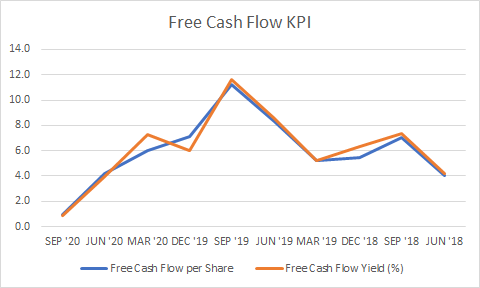 Free Cash Flow KPI
14.0
12.0
10.0
8.0
6.0
4.0
2.0
0.0
SEP '20 JUN '20 MAR '20 DEC '19 SEP '19 JUN '19 MAR '19 DEC '18 SEP '18 JUN '18
Free Cash Flow per Share Free Cash Flow Yield (%)